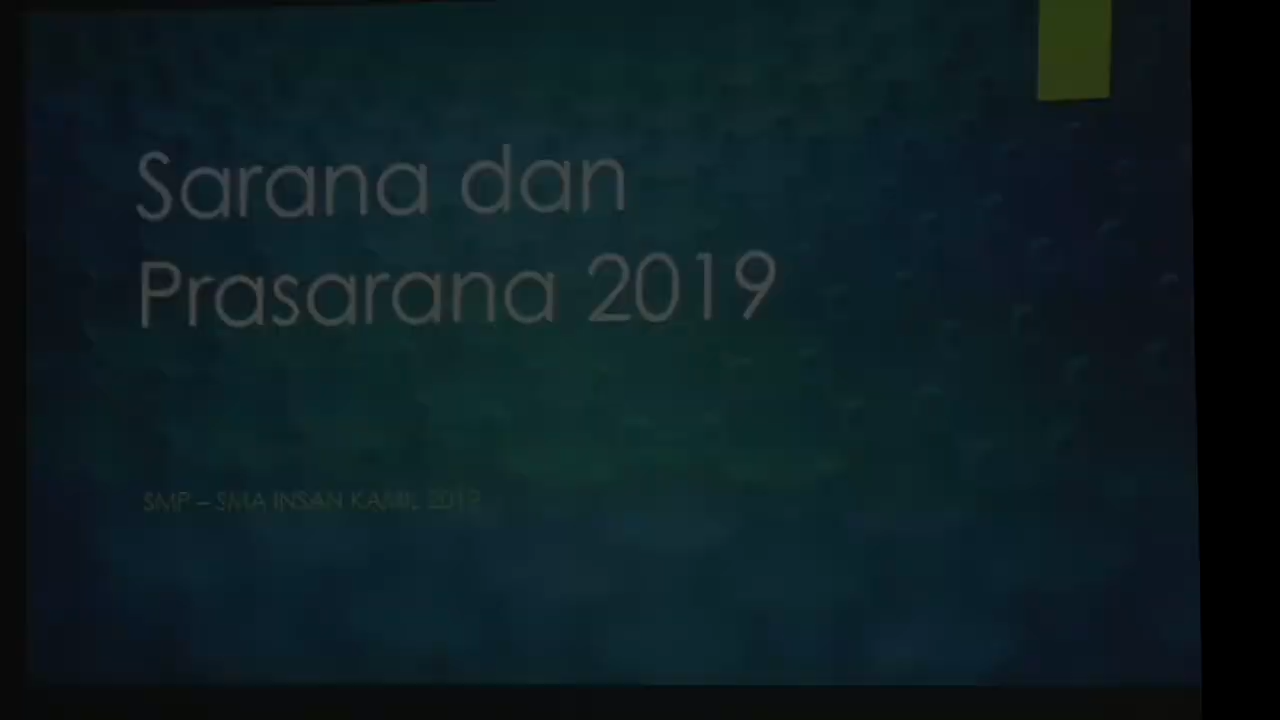 Sarana dan
Prasarana 2019
SMP – SMA INSAN KAMIL 2019